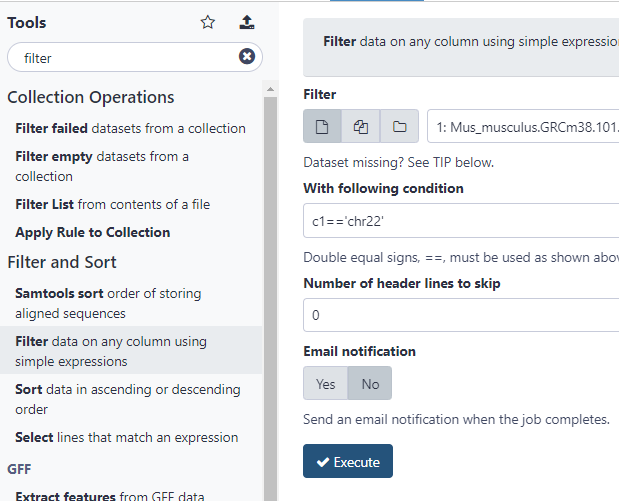 Tools
filter
Collection Operations
Filter failed datasets from a collection
Filter empty datasets from a
collection
Filter List from contents of a file
Apply Rule to Collection
Filter and Sort
Samtools sort order of storing
aligned sequences
Filter data on any column using
simple expressions
Sort data in ascending or descending
order
Select lines that match an expression
GFF
Extract features from GFF data
Filter data on any column using simple expressio
Filter
1: Mus_musculus.GRCm38.101.
Dataset missing? See TIP below.
With following condition
c1=='chr22'
Double equal signs, ==, must be used as shown abov
Number of header lines to skip
0
Email notification
Yes No
Send an email notification when the job completes.
Execute